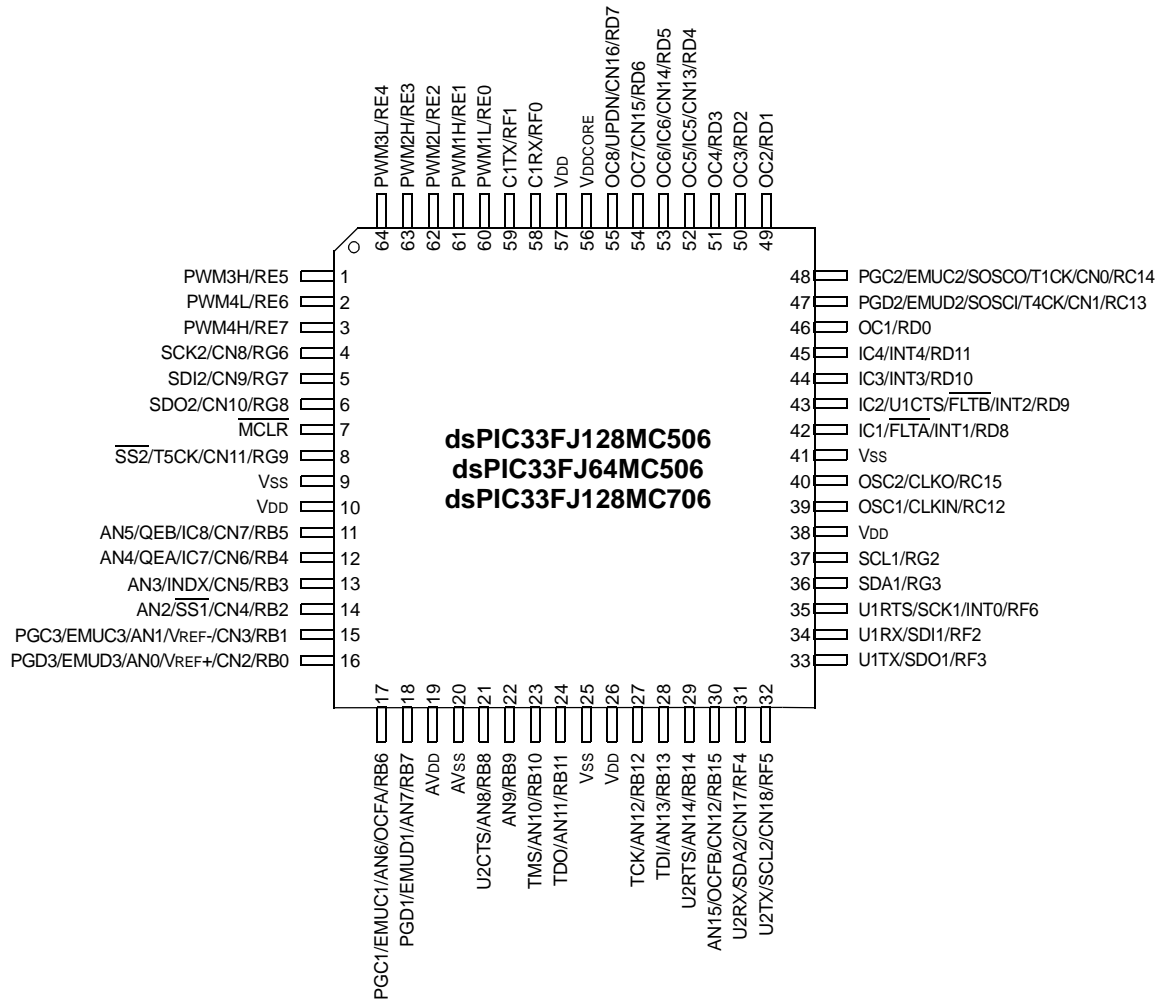 64 PWM3L/RE4
63 PWM2H/RE3
62 PWM2L/RE2
61 PWM1H/RE1
60 PWM1L/RE0
59 C1TX/RF1
58 C1RX/RF0
57 VDD
56 VDDCORE
55 OC8/UPDN/CN16/RD7
54 OC7/CN15/RD6
53 OC6/IC6/CN14/RD5
52 OC5/IC5/CN13/RD4
51 OC4/RD3
50 OC3/RD2
49 OC2/RD1
PWM3H/RE5 1
PWM4L/RE6 2
PWM4H/RE7 3
SCK2/CN8/RG6 4
SDI2/CN9/RG7 5
SDO2/CN10/RG8 6
MCLR 7
SS2/T5CK/CN11/RG9 8
VSS 9
VDD 10
AN5/QEB/IC8/CN7/RB5 11
AN4/QEA/IC7/CN6/RB4 12
AN3/INDX/CN5/RB3 13
AN2/SS1/CN4/RB2 14
PGC3/EMUC3/AN1/VREF-/CN3/RB1 15
PGD3/EMUD3/AN0/VREF+/CN2/RB0 16
dsPIC33FJ128MC506
dsPIC33FJ64MC506
dsPIC33FJ128MC706
48 PGC2/EMUC2/SOSCO/T1CK/CN0/RC14
47 PGD2/EMUD2/SOSCI/T4CK/CN1/RC13
46 OC1/RD0
45 IC4/INT4/RD11
44 IC3/INT3/RD10
43 IC2/U1CTS/FLTB/INT2/RD9
42 IC1/FLTA/INT1/RD8
41 VSS
40 OSC2/CLKO/RC15
39 OSC1/CLKIN/RC12
38 VDD
37 SCL1/RG2
36 SDA1/RG3
35 U1RTS/SCK1/INT0/RF6
34 U1RX/SDI1/RF2
33 U1TX/SDO1/RF3
17 PGC1/EMUC1/AN6/OCFA/RB6
18 PGD1/EMUD1/AN7/RB7
19 AVDD
20 AVSS
21 U2CTS/AN8/RB8
22 AN9/RB9
23 TMS/AN10/RB10
24 TDO/AN11/RB11
25 VSS
26 VDD
27 TCK/AN12/RB12
28 TDI/AN13/RB13
29 U2RTS/AN14/RB14
30 AN15/OCFB/CN12/RB15
31 U2RX/SDA2/CN17/RF4
32 U2TX/SCL2/CN18/RF5